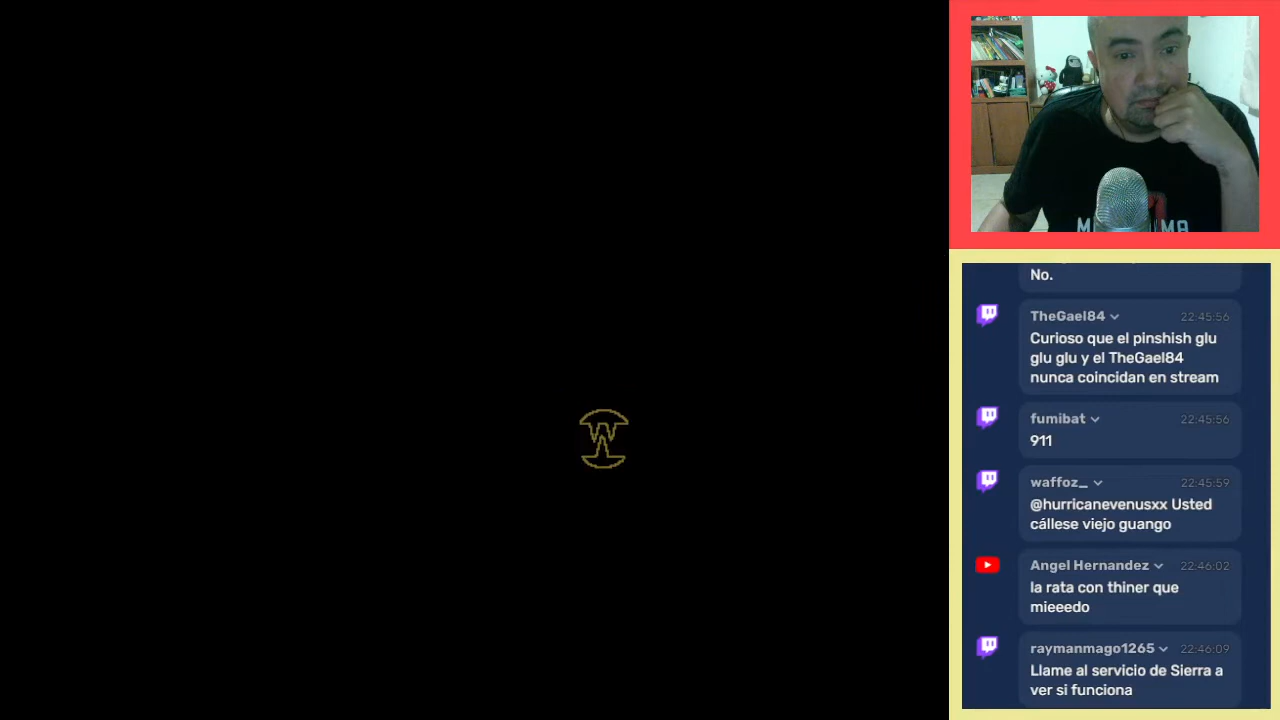 No.
TheGael84 22:45:56
Curioso que el pinshish glu
glu glu y el TheGael84
nunca coincidan en stream
fumibat 22:45:56
911
waffoz_ 22:45:59
@hurricanevenusxx Usted
cállese viejo guango
Angel Hernandez 22:46:02
la rata con thiner que
mieeedo
raymanmago1265 22:46:09
Llame al servicio de Sierra a
ver si funciona